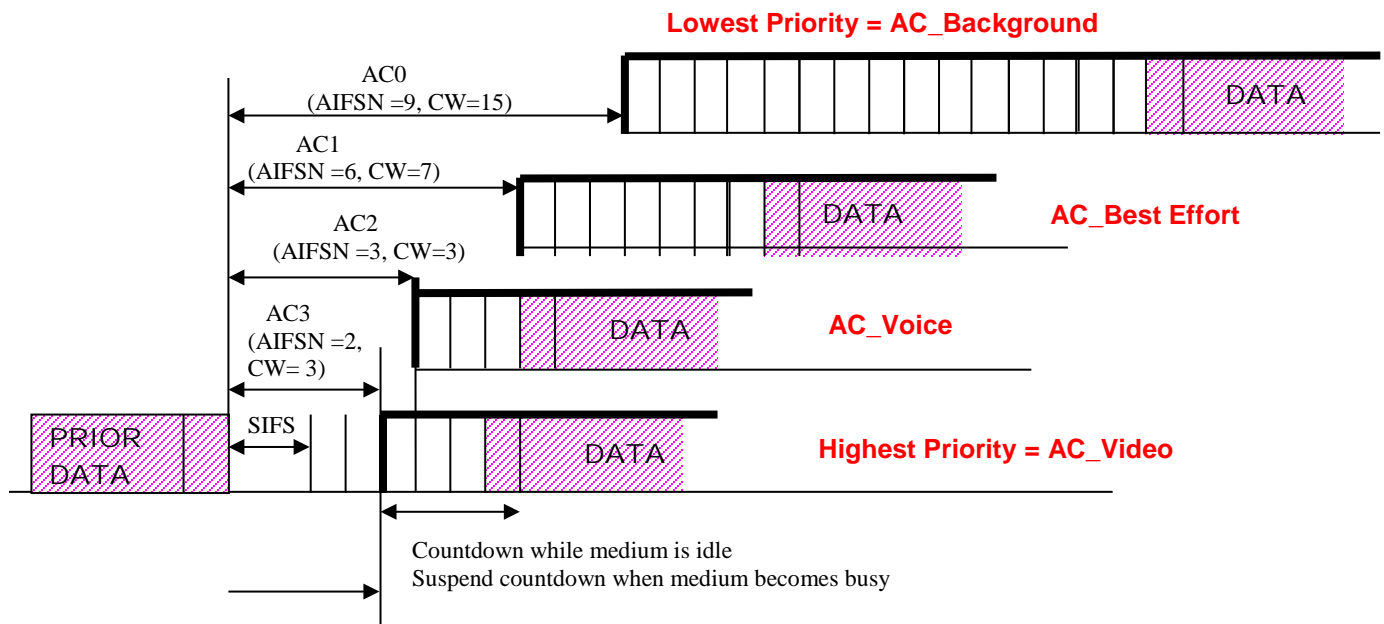 Lowest Priority = AC_Background
AC0
(AIFSN =9, CW=15)
DATA
AC1
(AIFSN =6, CW=7)
DATA
AC_Best Effort
AC2
(AIFSN =3, CW=3)
DATA
AC_Voice
AC3
(AIFSN =2,
CW= 3)
SIFS
PRIOR
DATA
DATA
Highest Priority = AC_Video
Countdown while medium is idle
Suspend countdown when medium becomes busy